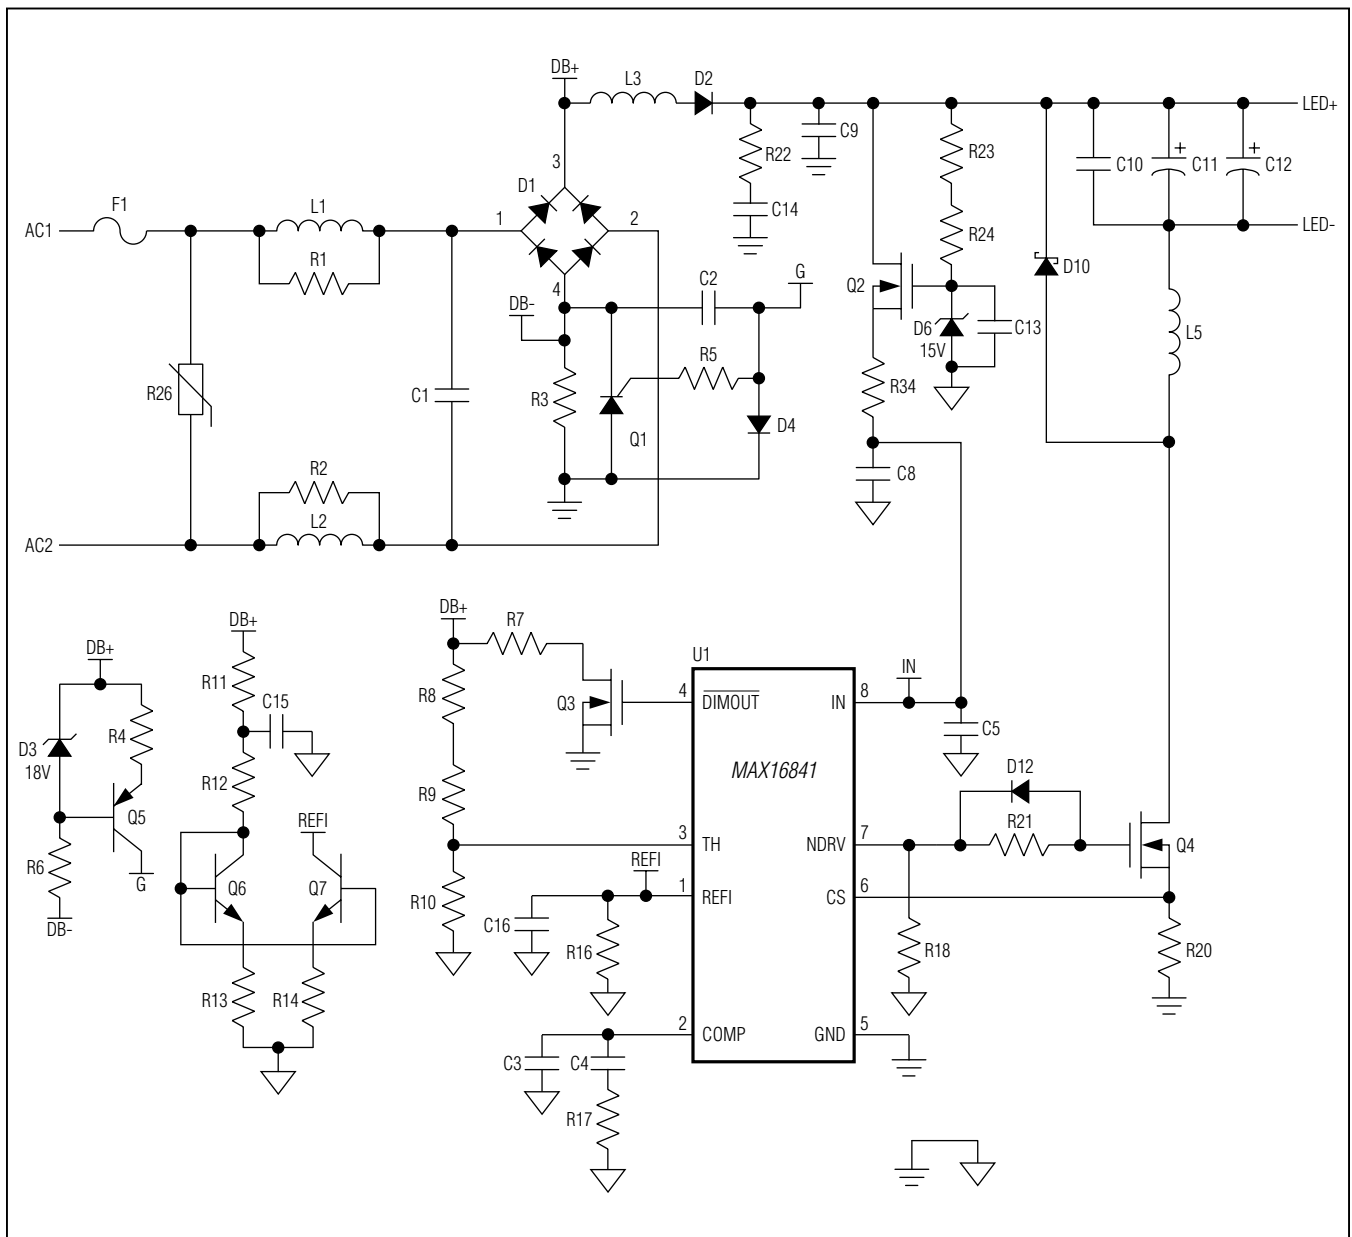 DB+
L3
D2
LED+
C9
R22
R23
C10
+
C11
+
C12
3
D1
1
2
4
F1
L1
AC1
R1
C14
R24
LED-
D10
C2
G
DB-
Q2
D6
15V
C13
L5
R5
R26
C1
R3
Q1
D4
R34
R2
L2
C8
AC2
DB+
DB+
R7
U1
DB+
R11
C15
R8
Q3
4
DIMOUT
IN
8
IN
C5
D3
18V
R4
R12
R9
MAX16841
D12
R21
Q5
REFI
3
TH
NDRV
7
Q4
R6
G
Q6
Q7
REFI
1
REFI
CS
6
DB-
R10
C16
R16
R18
R20
R13
R14
2
COMP
GND
5
C3
C4
R17